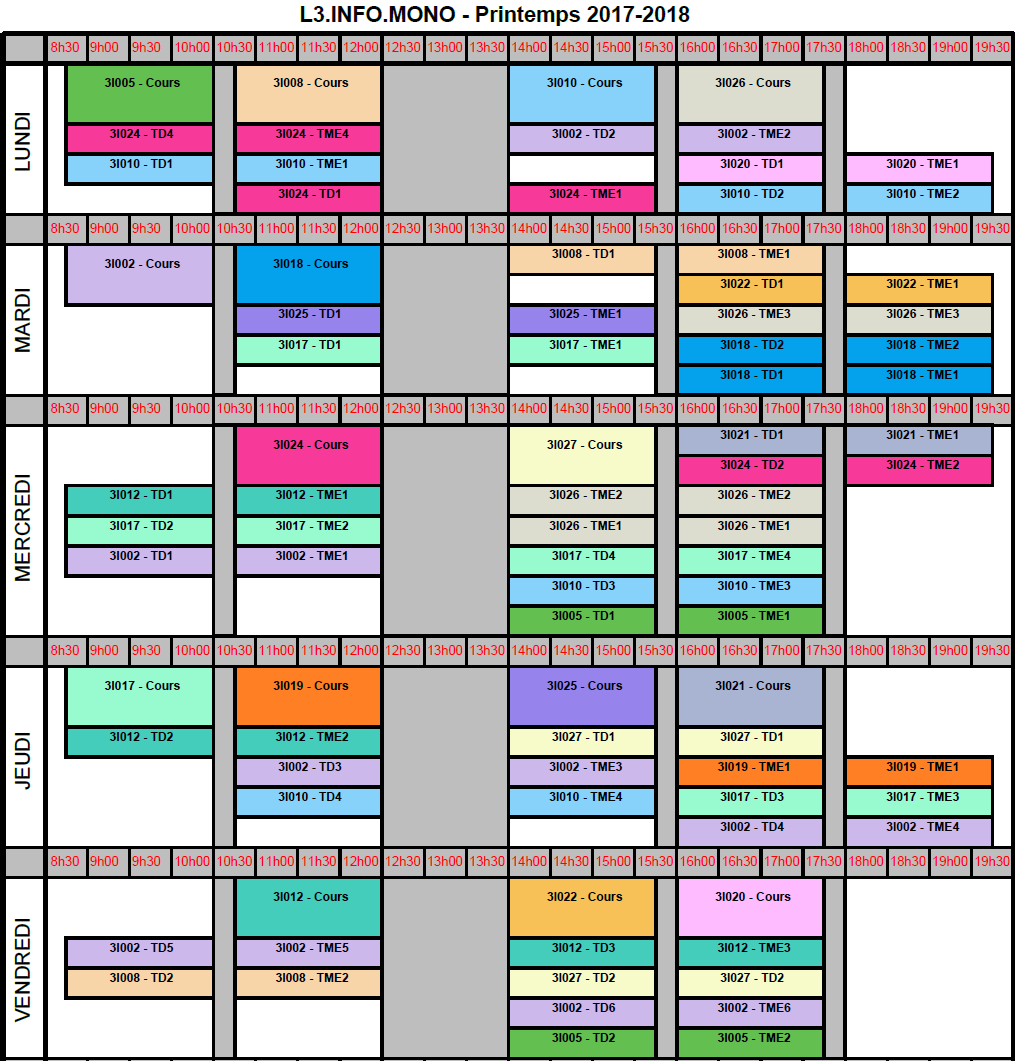 L3.INFO.MONO - Printemps 2017-2018
8h30 9h00 9h30 10h00 10h30 11h00 11h30 12h00 12h30 13h00 13h30 14h00 14h30 15h00 15h30 16h00 16h30 17h00 17h30 18h00 18h30 19h00 19h30
LUNDI
3I005 - Cours 3I008 - Cours 3I010 - Cours 3I026 - Cours
3I024 - TD4 3I024 - TME4 3I002 - TD2 3I002 - TME2
3I010 - TD1 3I010 - TME1 3I020 - TD1 3I020 - TME1
3I024 - TD1 3I024 - TME1 3I010 - TD2 3I010 - TME2
8h30 9h00 9h30 10h00 10h30 11h00 11h30 12h00 12h30 13h00 13h30 14h00 14h30 15h00 15h30 16h00 16h30 17h00 17h30 18h00 18h30 19h00 19h30
MARDI
3I002 - Cours 3I018 - Cours 3I008 - TD1 3I008 - TME1
3I022 - TD1 3I022 - TME1
3I025 - TD1 3I025 - TME1 3I026 - TME3 3I026 - TME3
3I017 - TD1 3I017 - TME1 3I018 - TD2 3I018 - TME2
3I018 - TD1 3I018 - TME1
8h30 9h00 9h30 10h00 10h30 11h00 11h30 12h00 12h30 13h00 13h30 14h00 14h30 15h00 15h30 16h00 16h30 17h00 17h30 18h00 18h30 19h00 19h30
MERCREDI
3I024 - Cours 3I027 - Cours 3I021 - TD1 3I021 - TME1
3I024 - TD2 3I024 - TME2
3I012 - TD1 3I012 - TME1 3I026 - TME2 3I026 - TME2
3I017 - TD2 3I017 - TME2 3I026 - TME1 3I026 - TME1
3I002 - TD1 3I002 - TME1 3I017 - TD4 3I017 - TME4
3I010 - TD3 3I010 - TME3
3I005 - TD1 3I005 - TME1
8h30 9h00 9h30 10h00 10h30 11h00 11h30 12h00 12h30 13h00 13h30 14h00 14h30 15h00 15h30 16h00 16h30 17h00 17h30 18h00 18h30 19h00 19h30
JEUDI
3I017 - Cours 3I019 - Cours 3I025 - Cours 3I021 - Cours
3I012 - TD2 3I012 - TME2 3I027 - TD1 3I027 - TD1
3I002 - TD3 3I002 - TME3 3I019 - TME1 3I019 - TME1
3I010 - TD4 3I010 - TME4 3I017 - TD3 3I017 - TME3
3I002 - TD4 3I002 - TME4
8h30 9h00 9h30 10h00 10h30 11h00 11h30 12h00 12h30 13h00 13h30 14h00 14h30 15h00 15h30 16h00 16h30 17h00 17h30 18h00 18h30 19h00 19h30
VENDREDI
3I012 - Cours 3I022 - Cours 3I020 - Cours
3I002 - TD5 3I002 - TME5 3I012 - TD3 3I012 - TME3
3I008 - TD2 3I008 - TME2 3I027 - TD2 3I027 - TD2
3I002 - TD6 3I002 - TME6
3I005 - TD2 3I005 - TME2